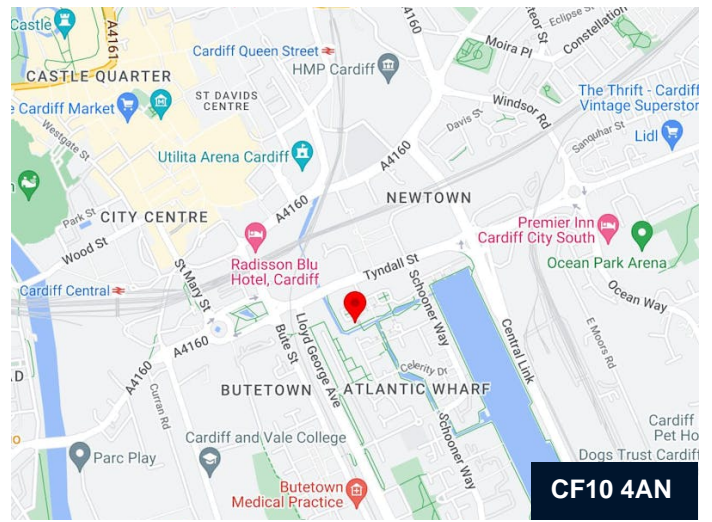 Castle
A4161
Cardiff Queen Street
HMP Cardiff
Moira Pl
Eclipse St
Constellation
CASTLE QUARTER
ST DAVIDS
CENTRE
The Thrift - Cardiff
Vintage Superstor
Cardiff Market
Windsor Rd
Davis St
Lidl
Sanquhar St
Westgate St
Utilita Arena Cardiff
A4160
NEWTOWN
A4160
Park St
CITY CENTRE
Premier Inn
Cardiff City South
Wood St
Radisson Blu
Hotel, Cardiff
Tyndall St
Ocean Park Arena
St Mary St
Cardiff Central
Schooner Way
Ocean Way
Central Link
Lloyd George Ave
Bute St
A4160
E Moors Rd
Celerity Dr
BUTETOWN
ATLANTIC WHARF
Curran Rd
Cardiff and Vale College
Schooner Way
Cardiff
Pet Ho
Dogs Trust Cardiff
Parc Play
Butetown
Medical Practice
CF10 4AN